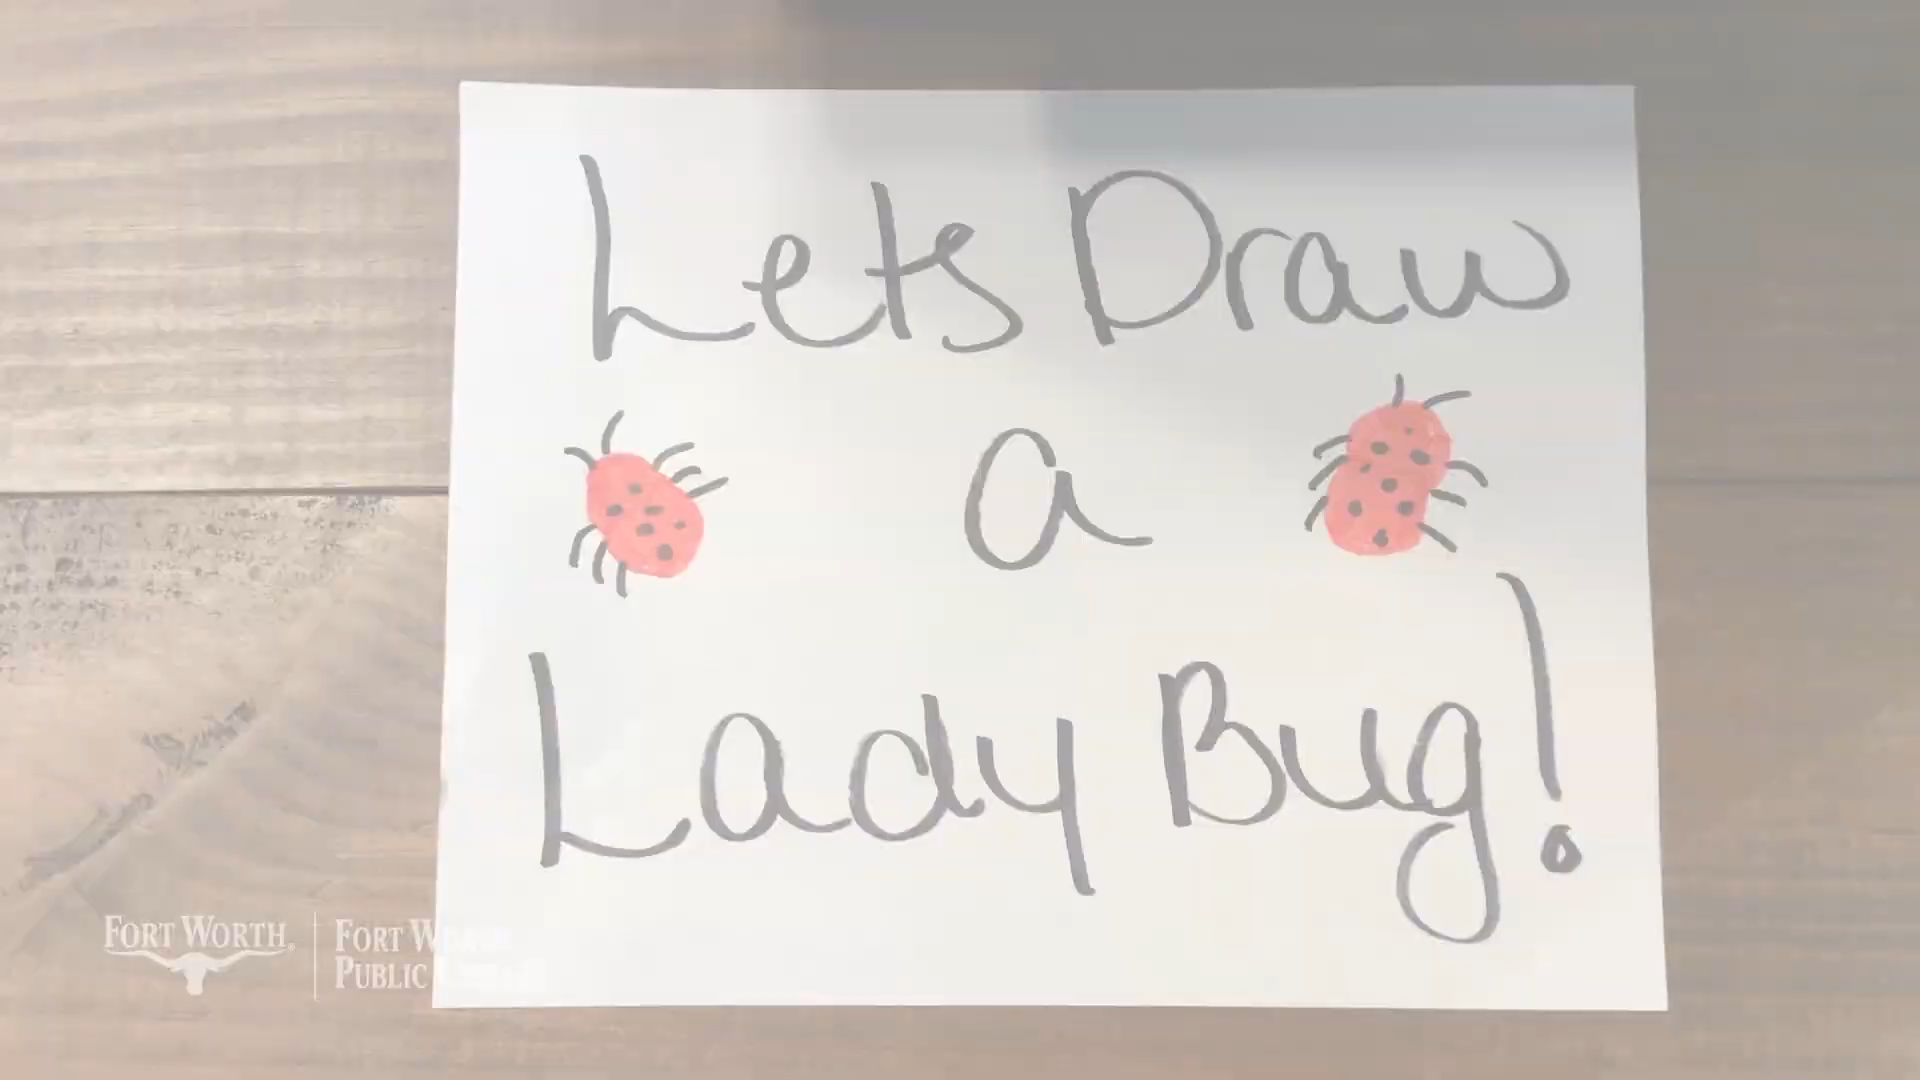 Lets Draw
a
Lady Bug!
FORT WORTH
FORT
PUBLIC